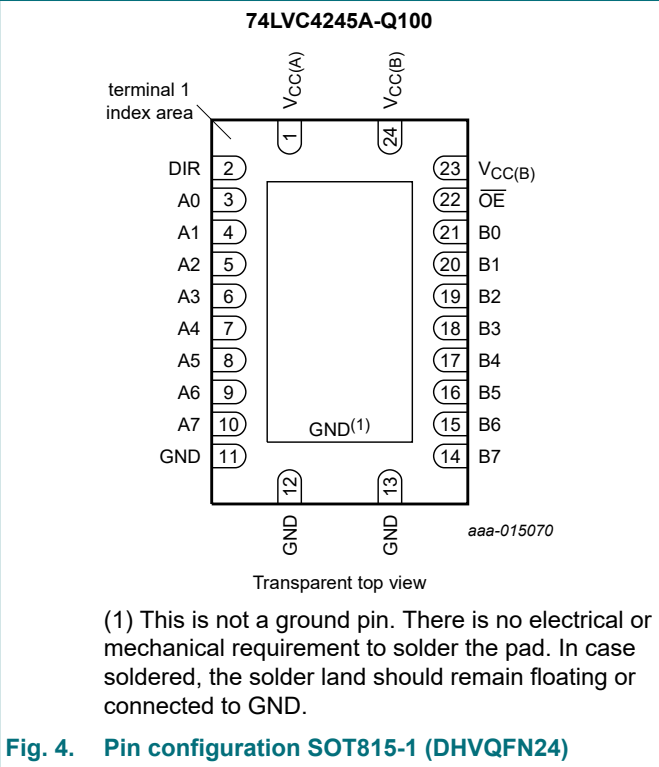 74LVC4245A-Q100
terminal 1
index area
VCC(A)
VCC(B)
1
24
DIR 2
23 VCC(B)
A0 3
22 O̅E̅
A1 4
21 B0
A2 5
20 B1
A3 6
19 B2
A4 7
18 B3
A5 8
17 B4
A6 9
16 B5
A7 10
15 B6
GND(1)
GND 11
14 B7
12
13
GND
GND
aaa-015070
Transparent top view
(1) This is not a ground pin. There is no electrical or
mechanical requirement to solder the pad. In case
soldered, the solder land should remain floating or
connected to GND.
Fig. 4. Pin configuration SOT815-1 (DHVQFN24)